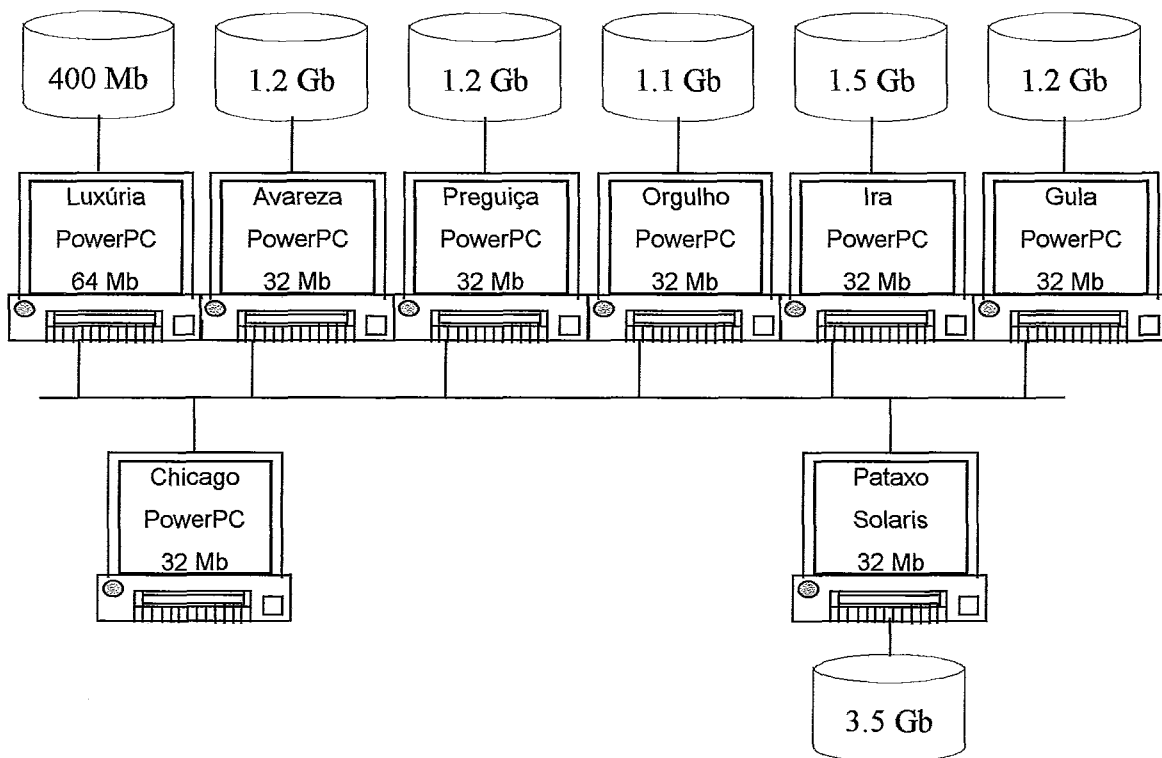 400 Mb
1.2 Gb
1.2 Gb
1.1 Gb
1.5 Gb
1.2 Gb
Luxúria
PowerPC
64 Mb
Avareza
PowerPC
32 Mb
Preguiça
PowerPC
32 Mb
Orgulho
PowerPC
32 Mb
Ira
PowerPC
32 Mb
Gula
PowerPC
32 Mb
Chicago
PowerPC
32 Mb
Pataxo
Solaris
32 Mb
3.5 Gb